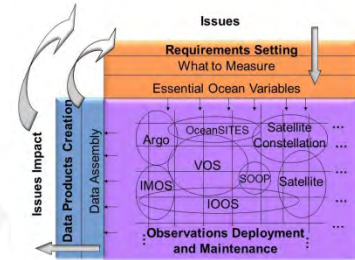 Issues
Requirements Setting
What to Measure
Essential Ocean Variables
Issues Impact
Data Products Creation
Data Assembly
Argo
OceanSITES
Satellite
Constellation
...
VOS
...
IMOS
SOOP
Satellite
...
IOOS
Observations Deployment
and Maintenance